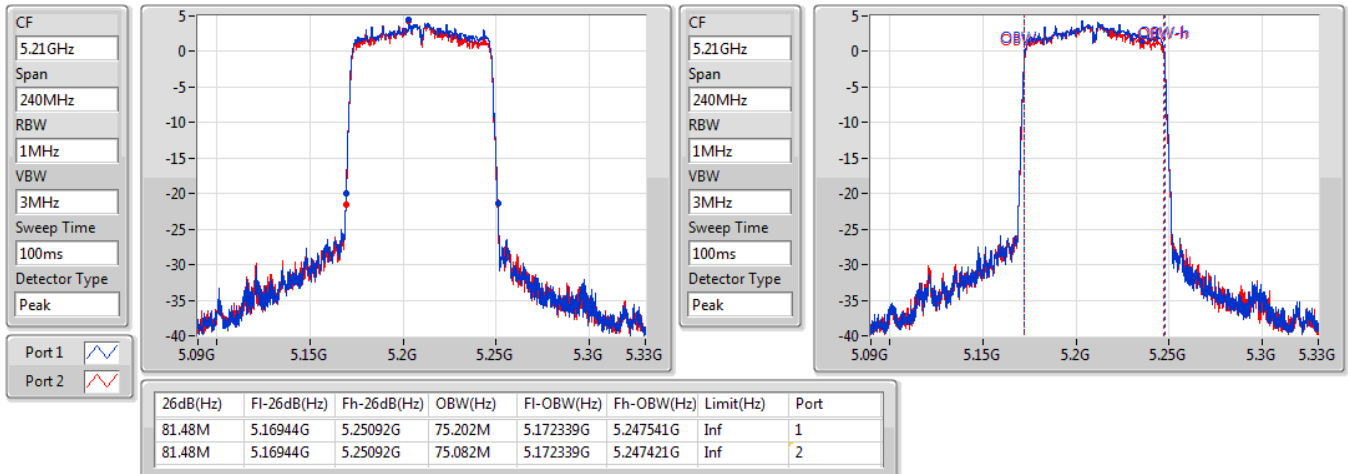 CF
5.21GHz
Span
240MHz
RBW
1MHz
VBW
3MHz
Sweep Time
100ms
Detector Type
Peak
Port 1
Port 2
5
0
-5
-10
-15
-20
-25
-30
-35
-40
5.09G 5.15G 5.2G 5.25G 5.3G 5.33G
CF
5.21GHz
Span
240MHz
RBW
1MHz
VBW
3MHz
Sweep Time
100ms
Detector Type
Peak
5
0
-5
-10
-15
-20
-25
-30
-35
-40
OBW OBW-h
5.09G 5.15G 5.2G 5.25G 5.3G 5.33G
26dB(Hz) Fl-26dB(Hz) Fh-26dB(Hz) OBW(Hz) Fl-OBW(Hz) Fh-OBW(Hz) Limit(Hz) Port
81.48M 5.16944G 5.25092G 75.202M 5.172339G 5.247541G Inf 1
81.48M 5.16944G 5.25092G 75.082M 5.172339G 5.247421G Inf 2